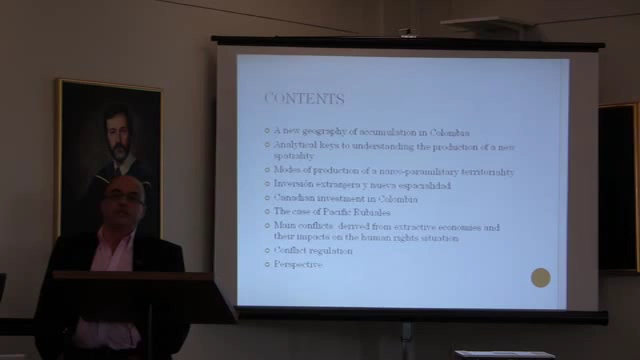 CONTENTS
A new geography of accumulation in Colombia
Analytical keys to understanding the production of a new
spatiality
Modes of production of a narco-paramilitary territoriality
Inversión extranjera y nueva espacialidad
Canadian investment in Colombia
The case of Pacific Rubiales
Main conflicts derived from extractive economies and
their impacts on the human rights situation
Conflict regulation
Perspective